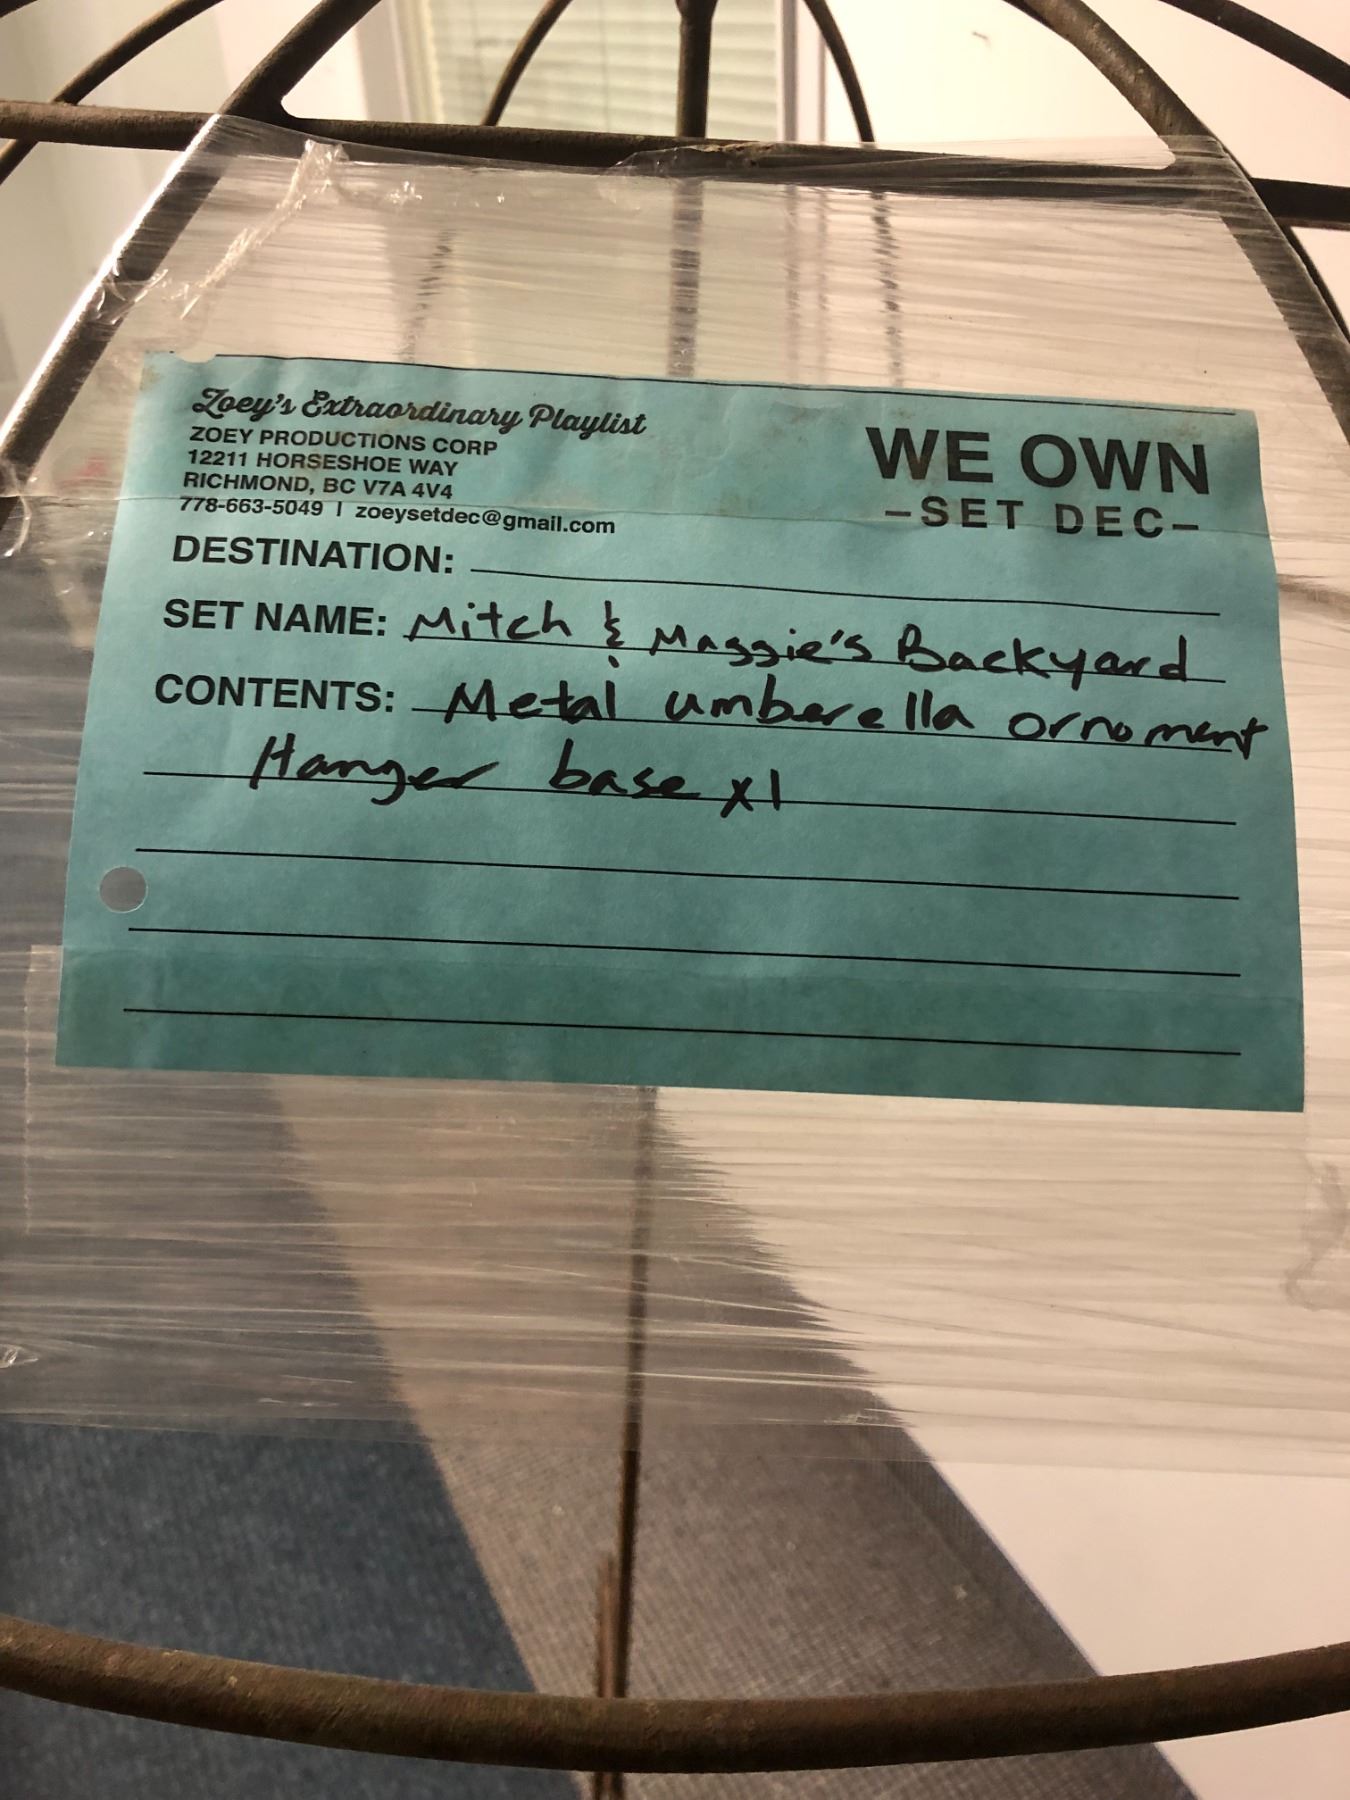 Zoey's Extraordinary Playlist
ZOEY PRODUCTIONS CORP
12211 HORSESHOE WAY
RICHMOND, BC V7A 4V4
778-663-5049 | zoeysetdec@gmail.com
WE OWN
-SET DEC-
DESTINATION:
SET NAME: Mitch & Maggie's Backyard
CONTENTS: Metal umberella ornoment
Hanger base x1